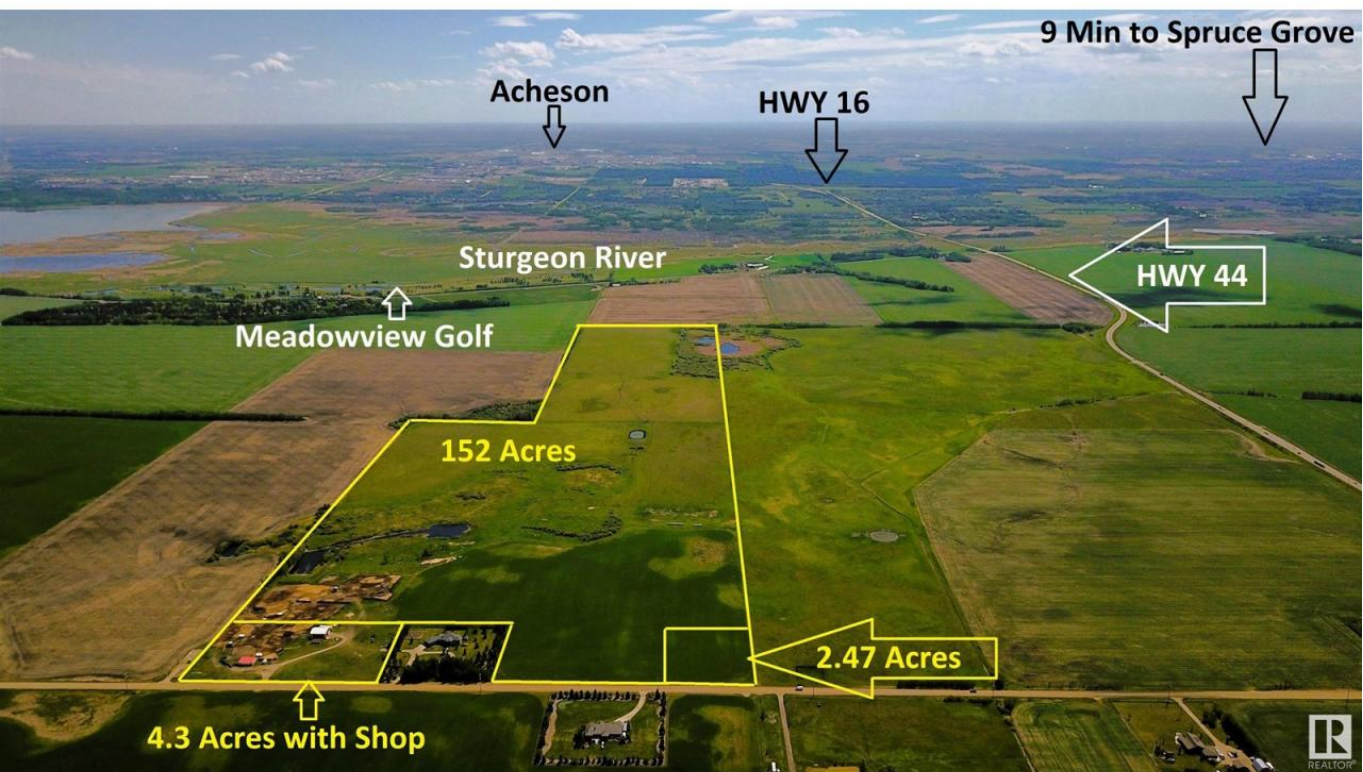 9 Min to Spruce Grove
Acheson
HWY 16
Sturgeon River
HWY 44
Meadowview Golf
152 Acres
2.47 Acres
4.3 Acres with Shop
R
REALTOR®